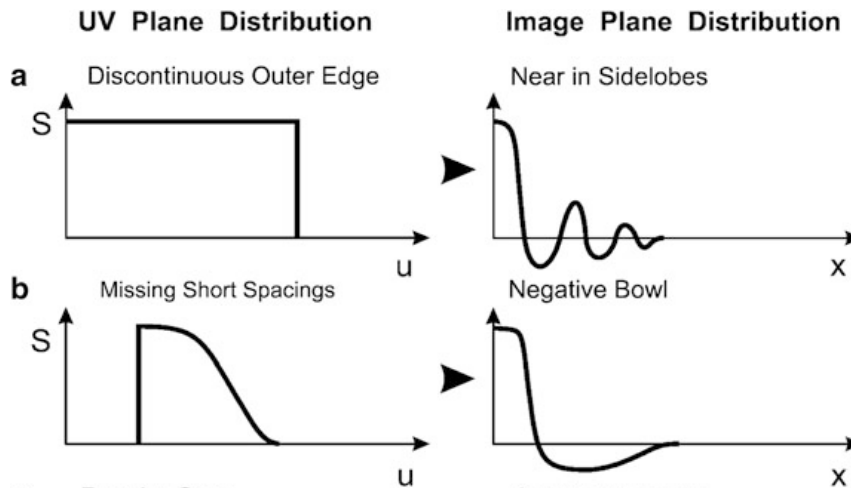 UV Plane Distribution Image Plane Distribution
a Discontinuous Outer Edge Near in Sidelobes
S
u x
b Missing Short Spacings Negative Bowl
S
u x